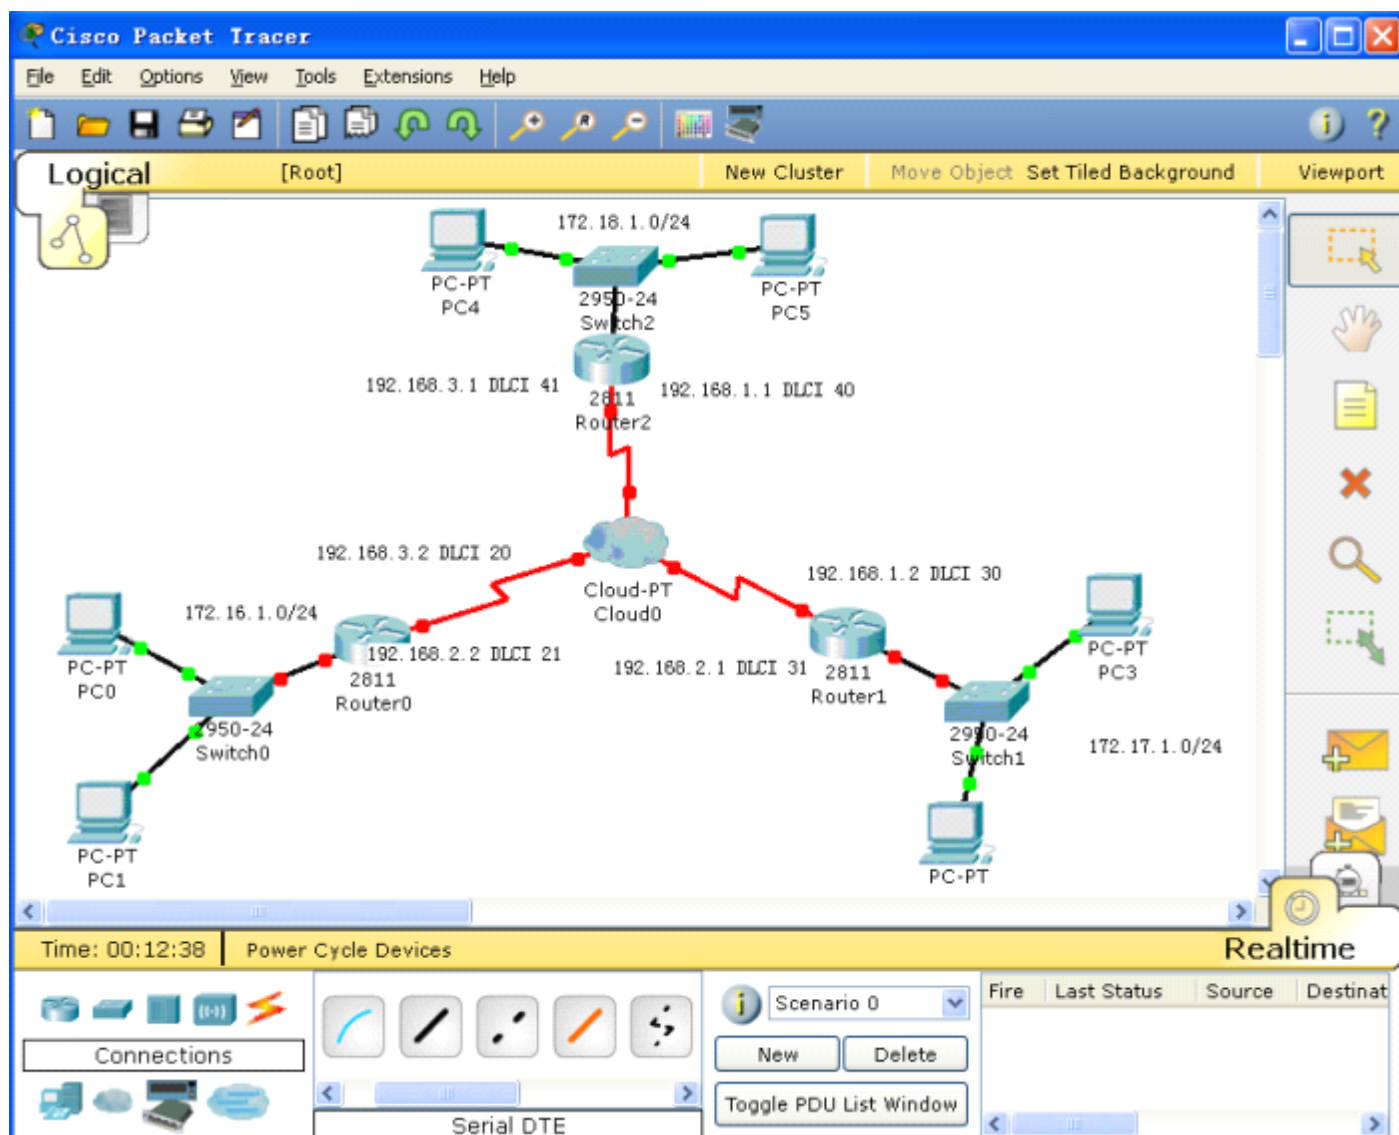 Cisco Packet Tracer
File Edit Options View Tools Extensions Help
Logical [Root] New Cluster Move Object Set Tiled Background Viewport
172.18.1.0/24
PC-PT
PC4
2950-24
Switch2
PC-PT
PC5
192.168.3.1 DLCI 41
192.168.1.1 DLCI 40
2811
Router2
192.168.3.2 DLCI 20
Cloud-PT
Cloud0
192.168.1.2 DLCI 30
172.16.1.0/24
PC-PT
PC0
192.168.2.2 DLCI 21
2811
Router0
192.168.2.1 DLCI 31
2811
Router1
PC-PT
PC3
2950-24
Switch0
2950-24
Switch1
172.17.1.0/24
PC-PT
PC1
PC-PT
Time: 00:12:38 Power Cycle Devices Realtime
Connections
Serial DTE
Scenario 0
New Delete
Toggle PDU List Window
Fire Last Status Source Destinat